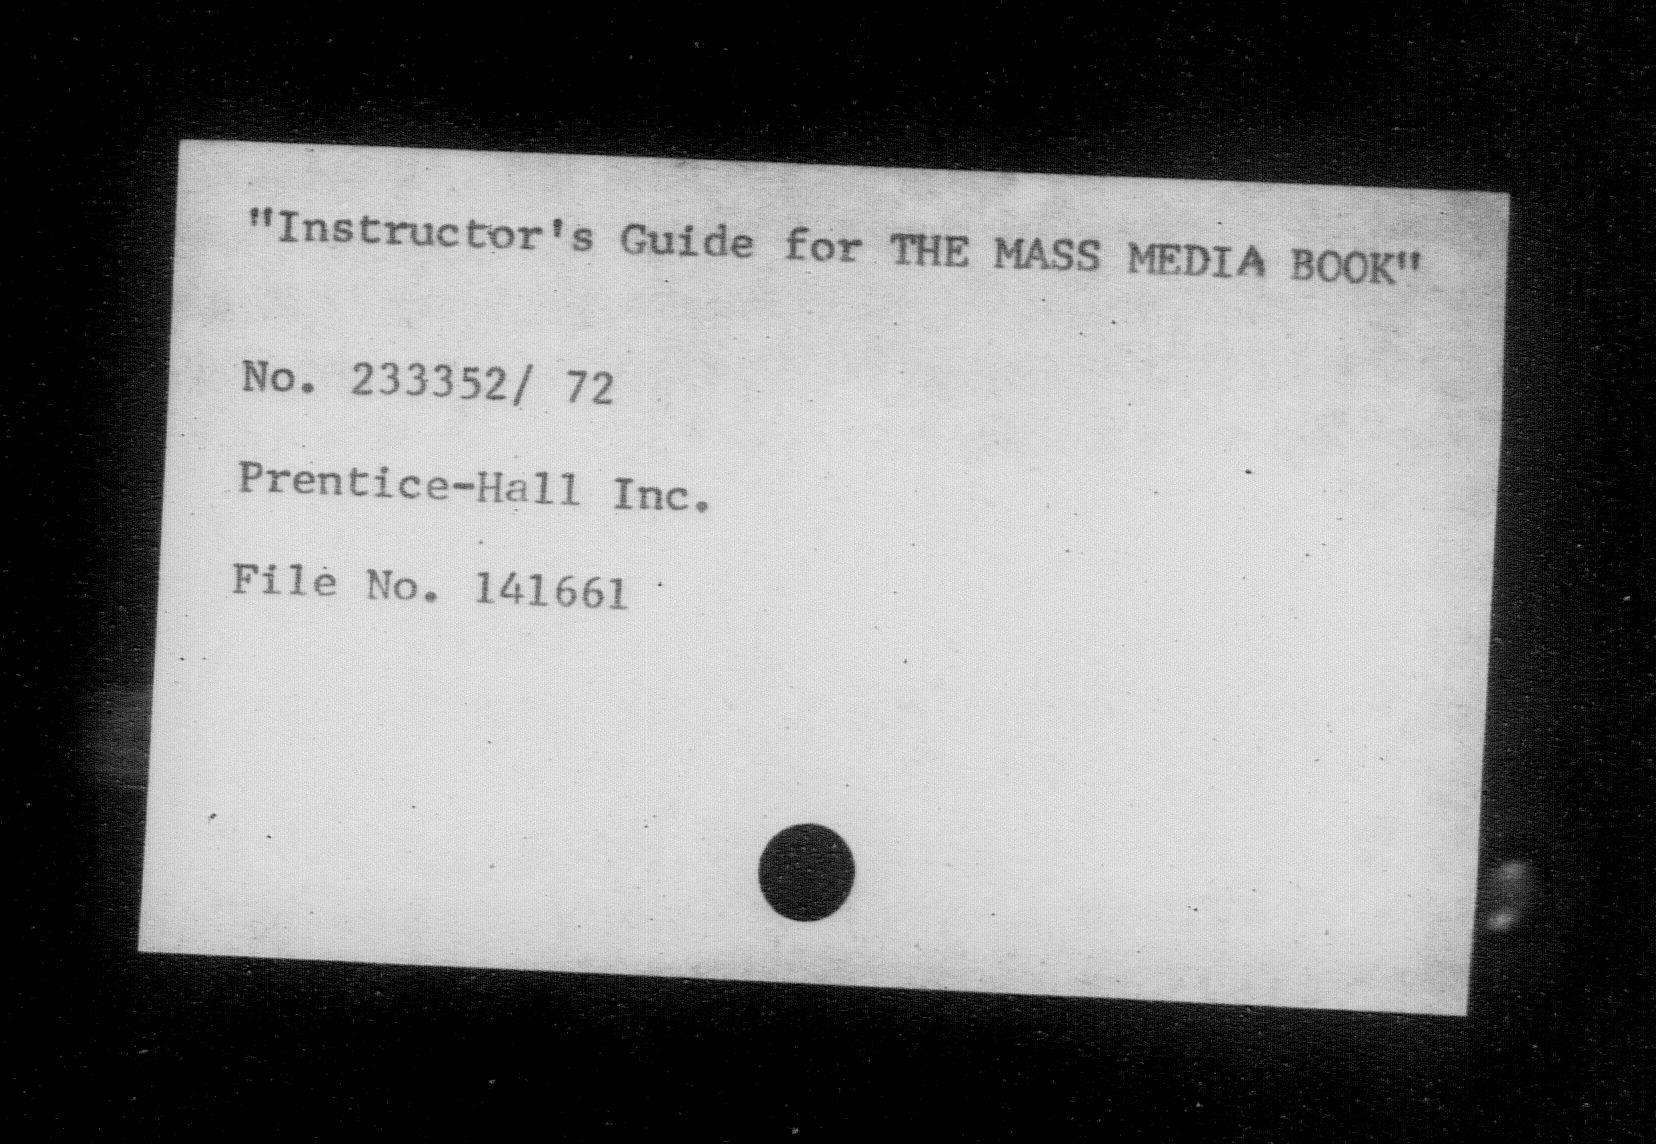 "Instructor's Guide for THE MASS MEDIA BOOK"
No. 233352/ 72
Prentice-Hall Inc.
File No. 141661